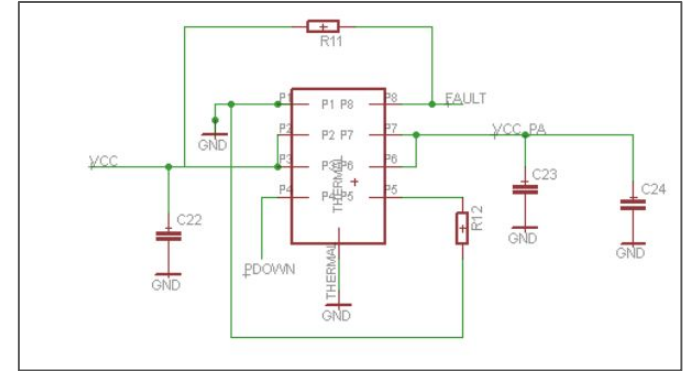 R11
P1 P1 P8 P8 FAULT
GND
P2 P2 P7 P7 VCC_PA
VCC
P3 P3 P6 P6
C23
C24
P4 P4 P5 P5
THERMAL
C22
R12
GND
GND
PDOWN
THERMAL
GND
GND